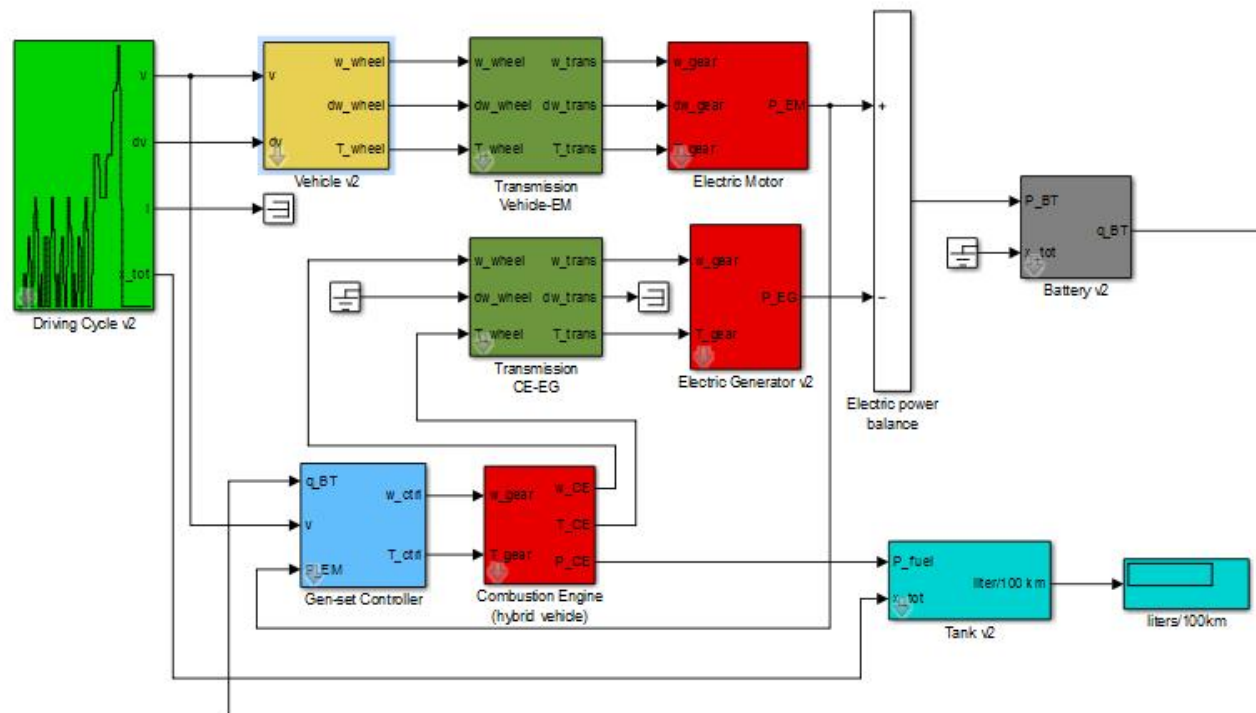 v
dv
i
x_tot
Driving Cycle v2
v
dv
w_wheel
dw_wheel
T_wheel
Vehicle v2
w_wheel
dw_wheel
T_wheel
w_trans
dw_trans
T_trans
Transmission
Vehicle-EM
w_gear
dw_gear
T_gear
P_EM
Electric Motor
+
−
Electric power
balance
P_BT
x_tot
q_BT
Battery v2
w_wheel
dw_wheel
T_wheel
w_trans
dw_trans
T_trans
Transmission
CE-EG
w_gear
T_gear
P_EG
Electric Generator v2
q_BT
v
P_EM
w_ctrl
T_ctrl
Gen-set Controller
w_gear
T_gear
w_CE
T_CE
P_CE
Combustion Engine
(hybrid vehicle)
P_fuel
x_tot
liter/100 km
Tank v2
liters/100km